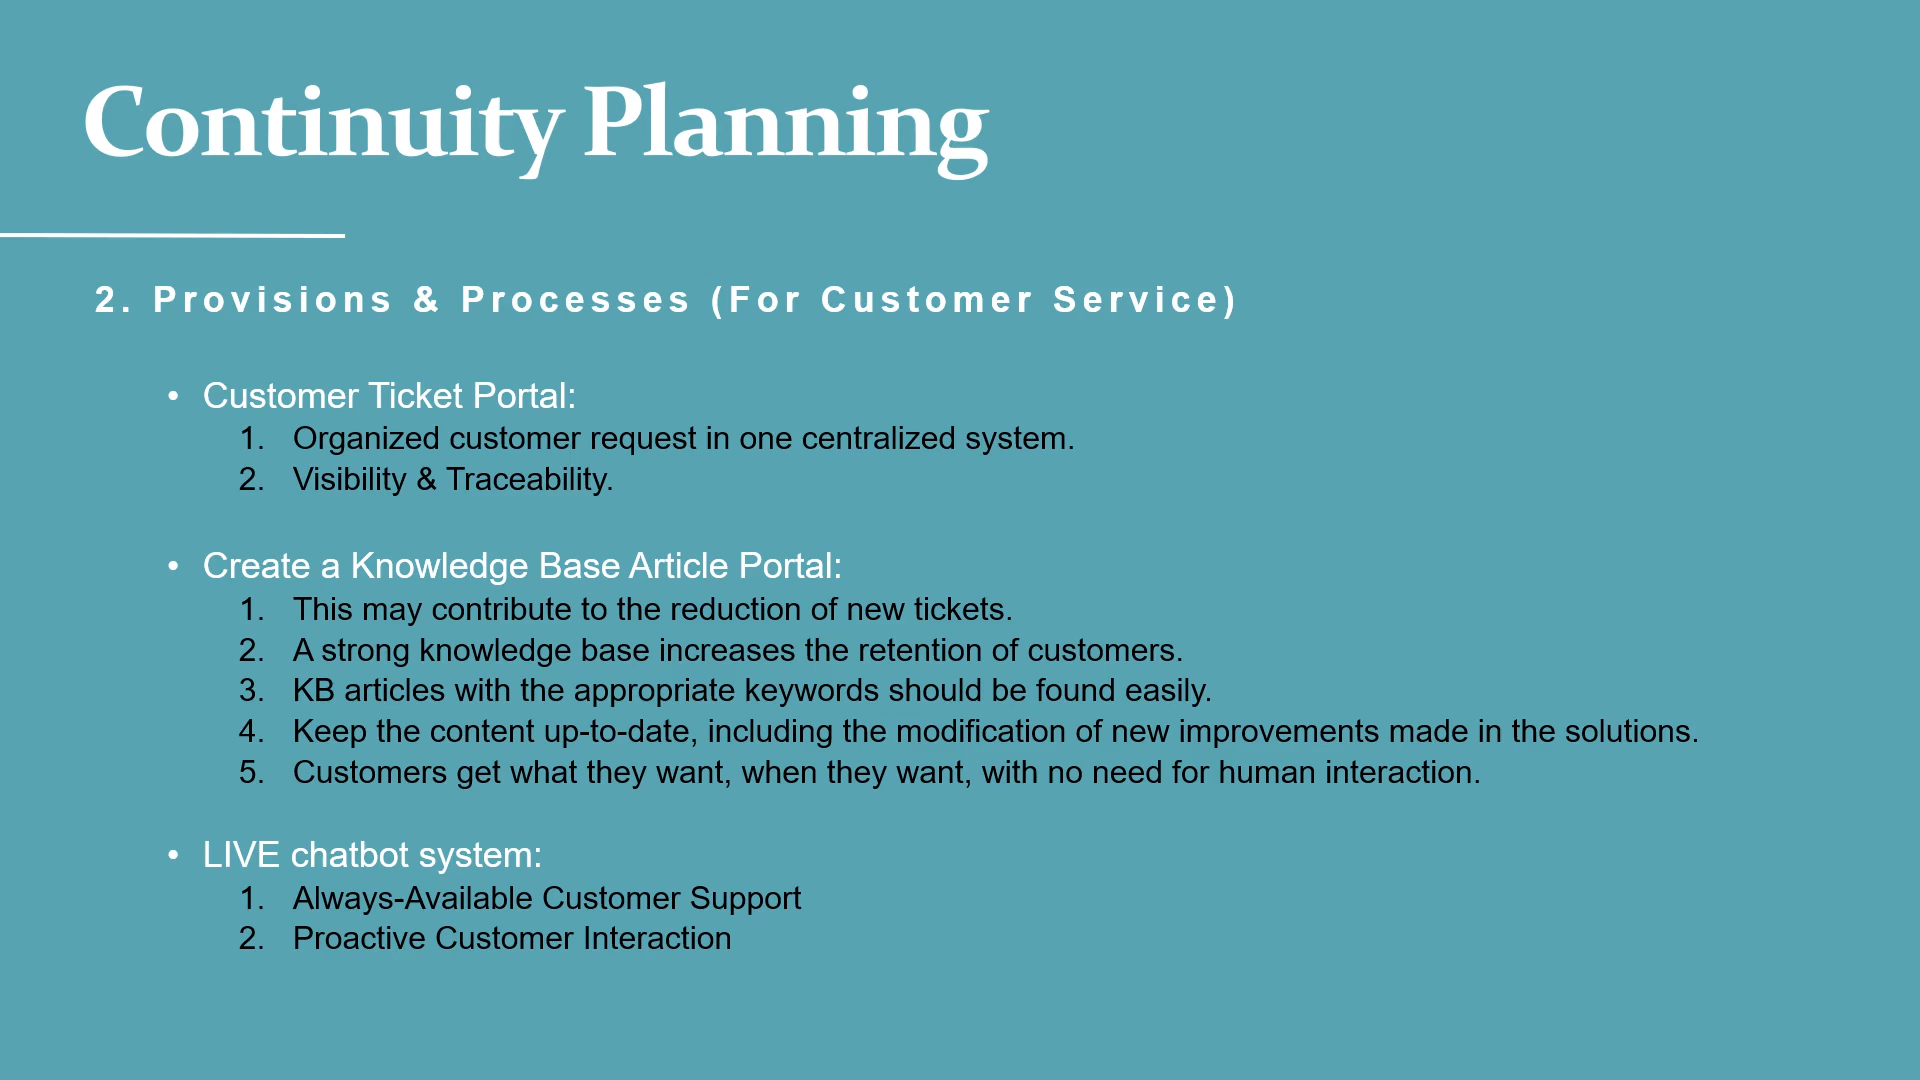 Continuity Planning
2. Provisions & Processes (For Customer Service)
• Customer Ticket Portal:
1. Organized customer request in one centralized system.
2. Visibility & Traceability.
• Create a Knowledge Base Article Portal:
1. This may contribute to the reduction of new tickets.
2. A strong knowledge base increases the retention of customers.
3. KB articles with the appropriate keywords should be found easily.
4. Keep the content up-to-date, including the modification of new improvements made in the solutions.
5. Customers get what they want, when they want, with no need for human interaction.
• LIVE chatbot system:
1. Always-Available Customer Support
2. Proactive Customer Interaction